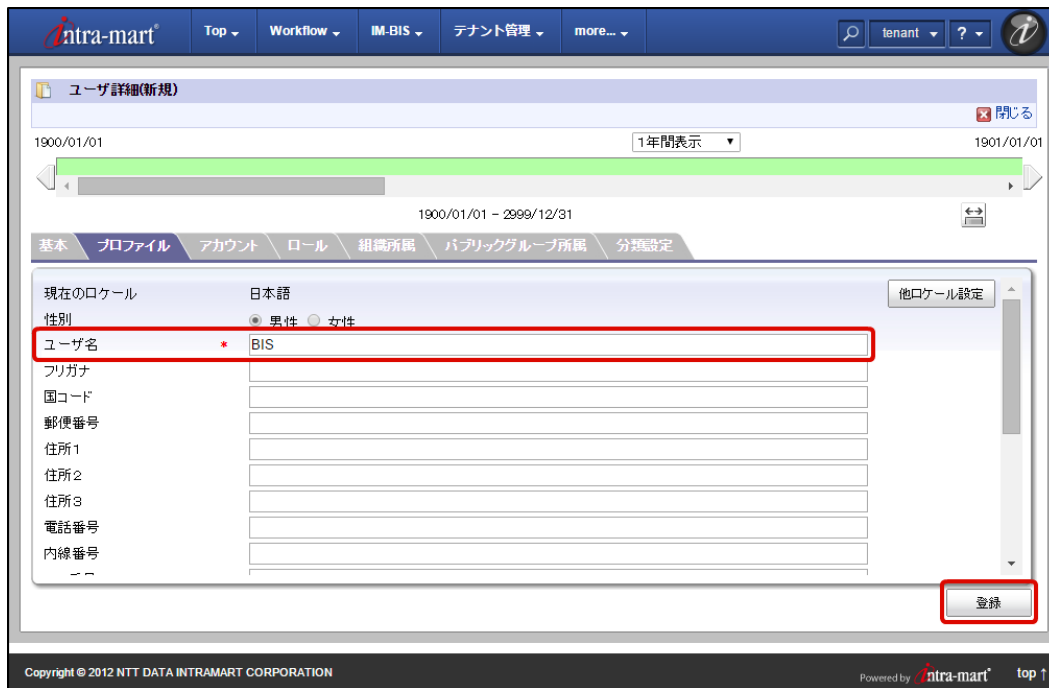 intra-mart® Top Workflow IM-BIS テナント管理 more... tenant ?
ユーザ詳細(新規)
閉じる
1900/01/01 1年間表示 1901/01/01
1900/01/01 - 2999/12/31
基本 プロファイル アカウント ロール 組織所属 パブリックグループ所属 分類設定
現在のロケール 日本語 他ロケール設定
性別 男性 女性
ユーザ名 * BIS
フリガナ
国コード
郵便番号
住所1
住所2
住所3
電話番号
内線番号
登録
Copyright © 2012 NTT DATA INTRAMART CORPORATION Powered by intra-mart® top ↑